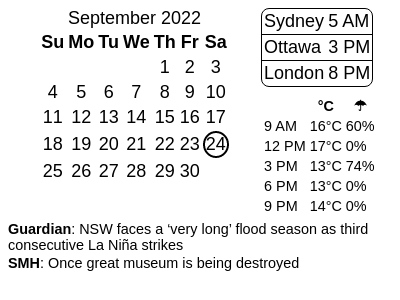 September 2022
Su Mo Tu We Th Fr Sa
1 2 3
4 5 6 7 8 9 10
11 12 13 14 15 16 17
18 19 20 21 22 23 24
25 26 27 28 29 30
Sydney 5 AM
Ottawa 3 PM
London 8 PM
°C ☂
9 AM 16°C 60%
12 PM 17°C 0%
3 PM 13°C 74%
6 PM 13°C 0%
9 PM 14°C 0%
Guardian: NSW faces a ‘very long’ flood season as third
consecutive La Niña strikes
SMH: Once great museum is being destroyed